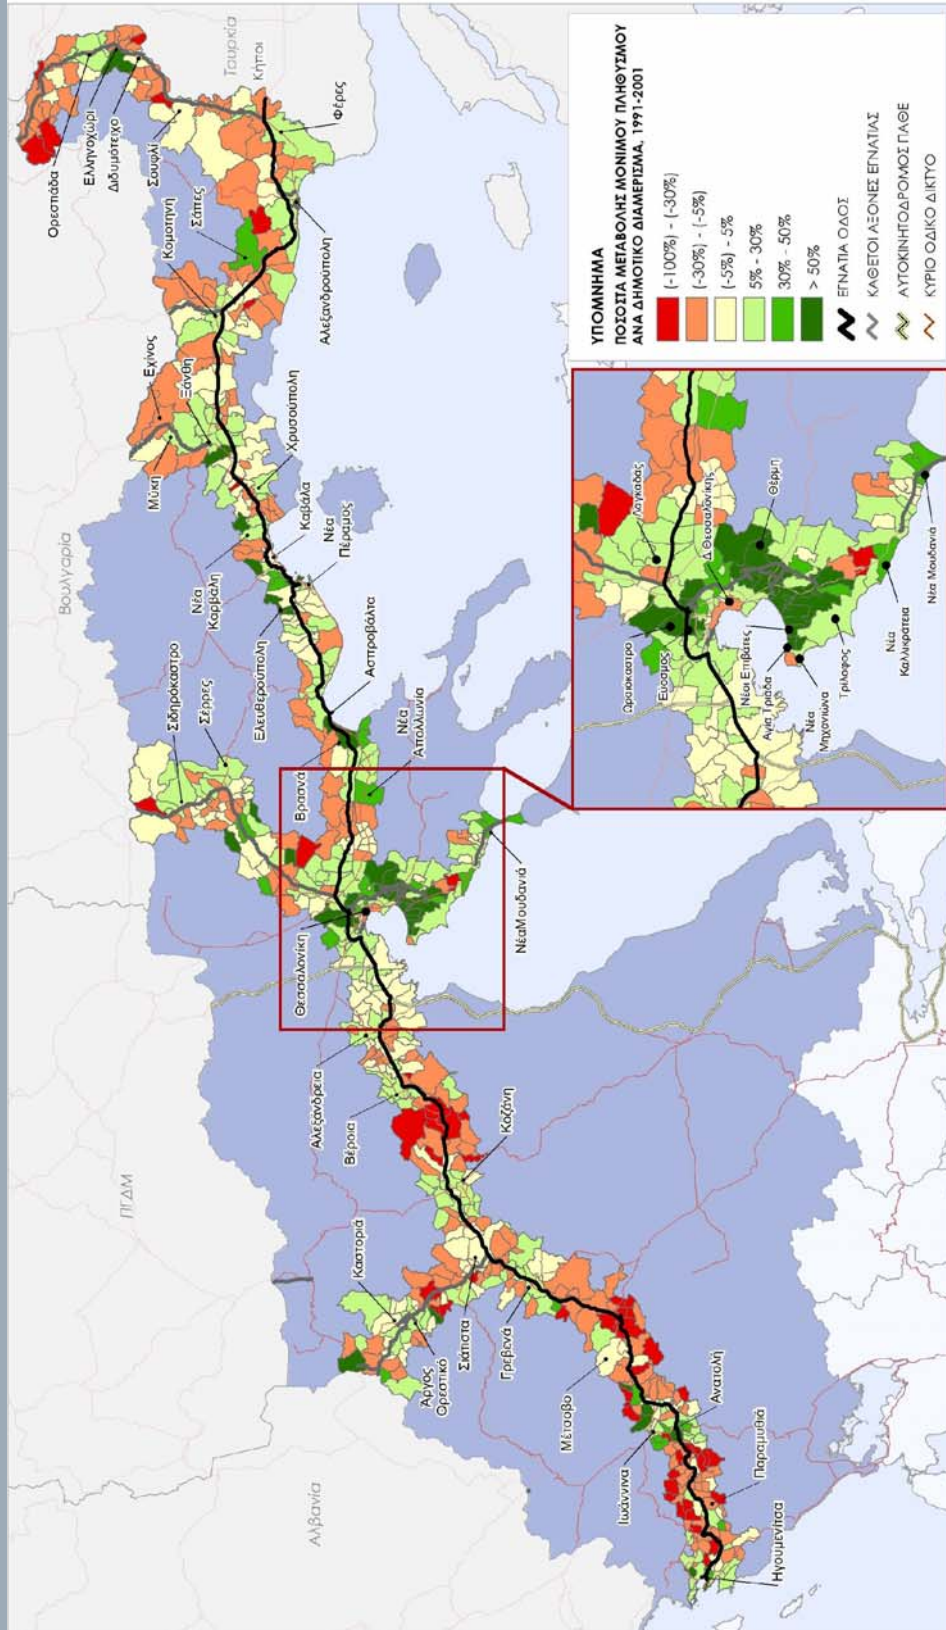 ΥΠΟΜΝΗΜΑ
ΠΟΣΟΣΤΑ ΜΕΤΑΒΟΛΗΣ ΜΟΝΙΜΟΥ ΠΛΗΘΥΣΜΟΥ
ΑΝΑ ΔΗΜΟΤΙΚΟ ΔΙΑΜΕΡΙΣΜΑ, 1991-2001
(-100%) - (-30%)
(-30%) - (-5%)
(-5%) - 5%
5% - 30%
30% - 50%
> 50%
ΕΓΝΑΤΙΑ ΟΔΟΣ
ΚΑΘΕΤΟΙ ΑΞΟΝΕΣ ΕΓΝΑΤΙΑΣ
ΑΥΤΟΚΙΝΗΤΟΔΡΟΜΟΣ ΠΑΘΕ
ΚΥΡΙΟ ΟΔΙΚΟ ΔΙΚΤΥΟ
Αλβανία
ΠΓΔΜ
Βουλγαρία
Τουρκία
Κήποι
Ηγουμενίτσα
Παραμυθιά
Ιωάννινα
Ανατολή
Μέτσοβο
Γρεβενά
Σιάτιστα
Άργος
Ορεστικό
Καστοριά
Κοζάνη
Βέροια
Αλεξάνδρεια
Θεσσαλονίκη
ΝέαΜουδανιά
Βρασνά
Νέα
Απολλωνία
Ασπροβάλτα
Σιδηρόκαστρο
Σέρρες
Ελευθερούπολη
Νέα
Καρβάλη
Νέα
Πέραμος
Καβάλα
Χρυσούπολη
Μύκη
Εχίνος
Ξάνθη
Κομοτηνή
Σάπες
Αλεξανδρούπολη
Φέρες
Σουφλί
Διδυμότειχο
Ελληνοχώρι
Ορεστιάδα
Ωραιόκαστρο
Εύοσμος
Λαγκαδάς
Δ.Θεσσαλονίκης
Θέρμη
Νέοι Επιβάτες
Αγία Τριάδα
Νέα
Μηχανιώνα
Τρίλοφος
Νέα
Καλλικράτεια
Νέα Μουδανιά